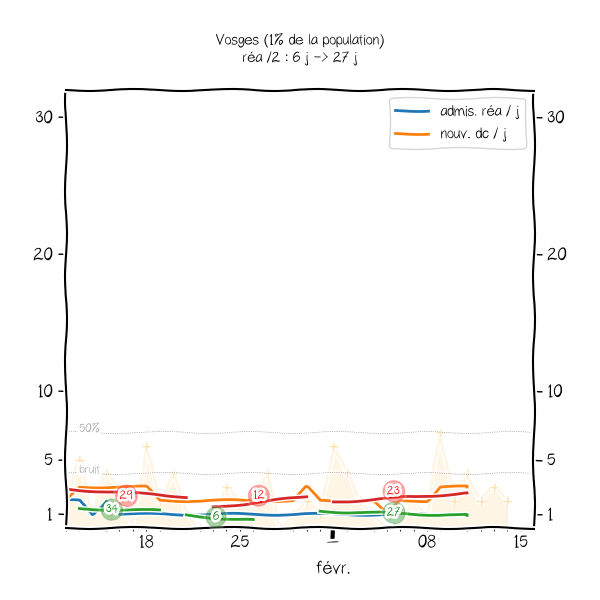 Vosges (1% de la population)
réa /2 : 6 j -> 27 j
admis. réa / j
nouv. dc / j
30 30
20 20
10 10
50%
5 5
bruit
29 12 23
34 6 27
1 1
18 25 1 08 15
févr.